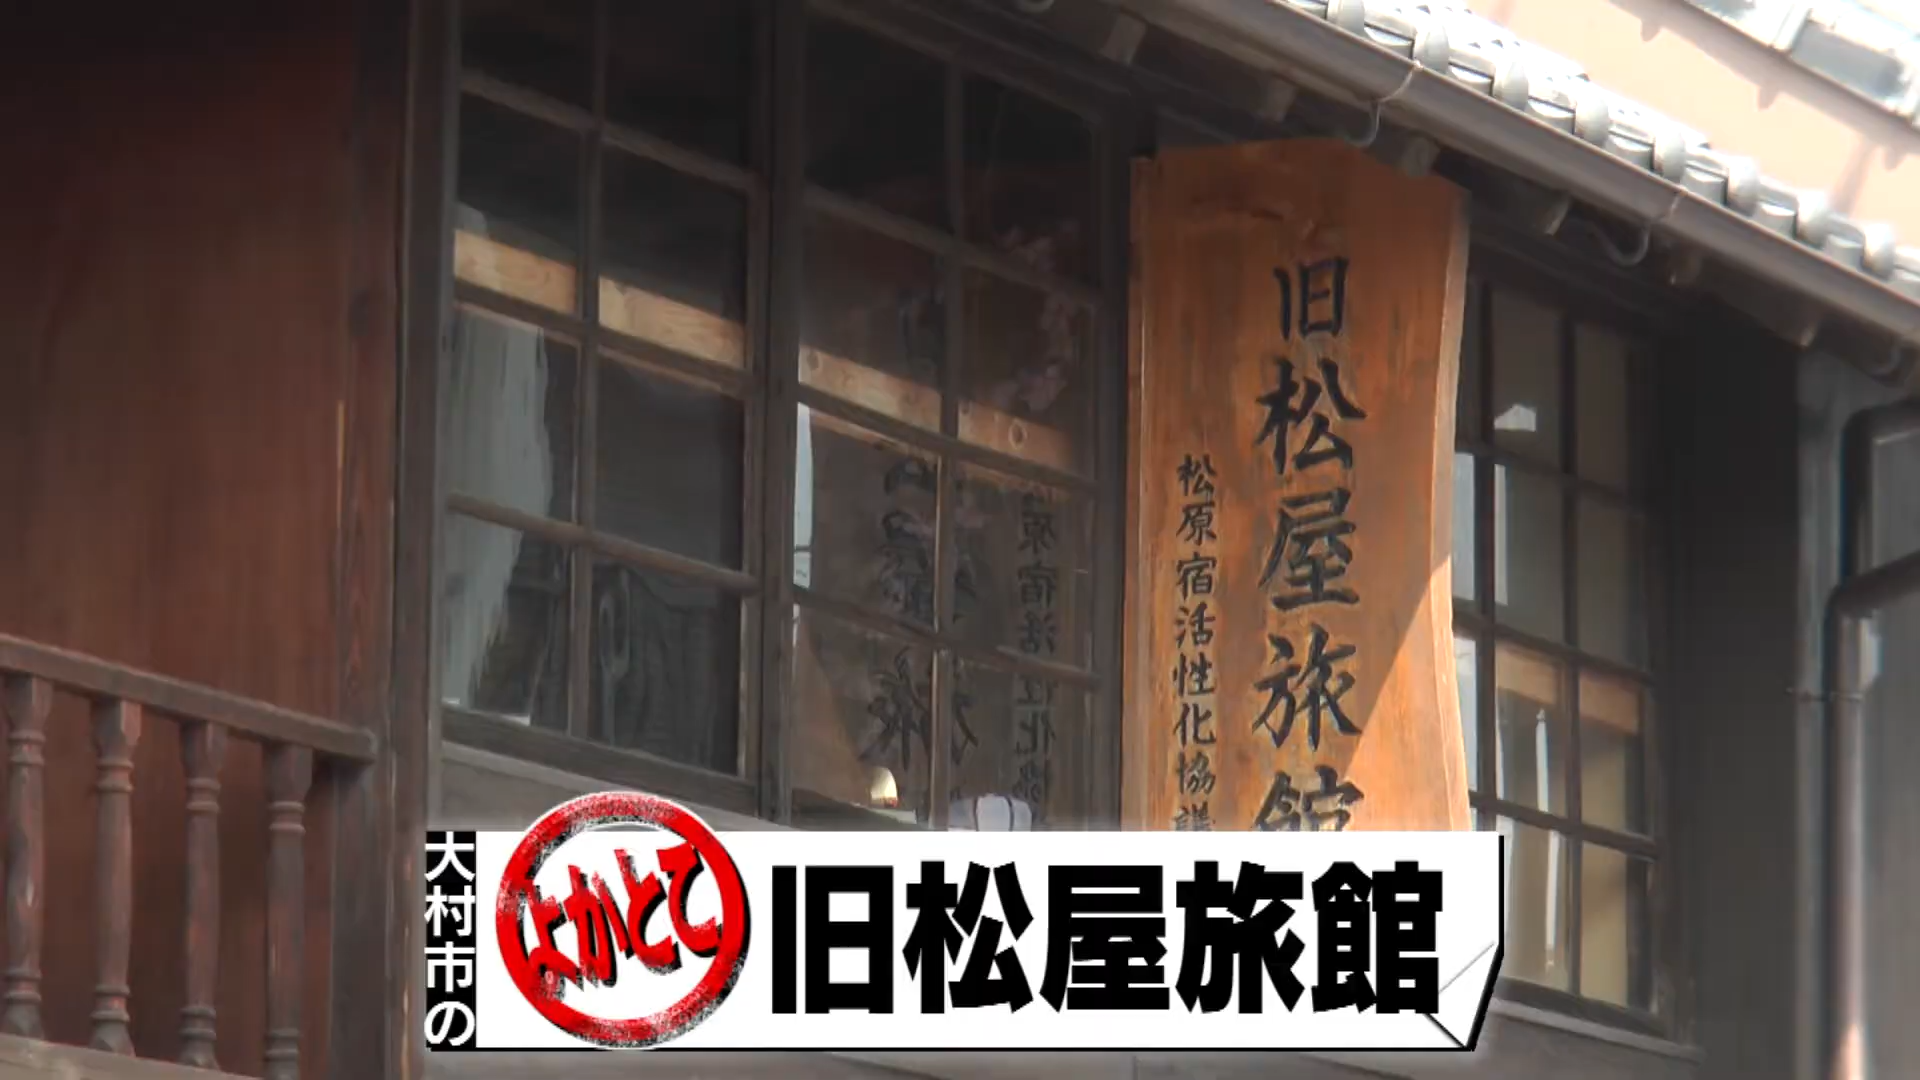 旧松屋旅館
松原宿活性化協議
大村市の
よかとこ
旧松屋旅館